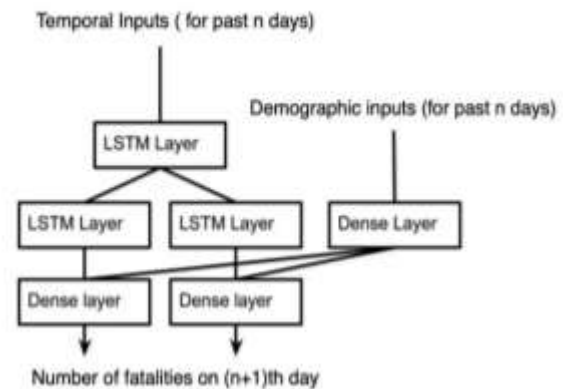 Temporal Inputs ( for past n days)
Demographic inputs (for past n days)
LSTM Layer
LSTM Layer
LSTM Layer
Dense Layer
Dense layer
Dense layer
Number of fatalities on (n+1)th day